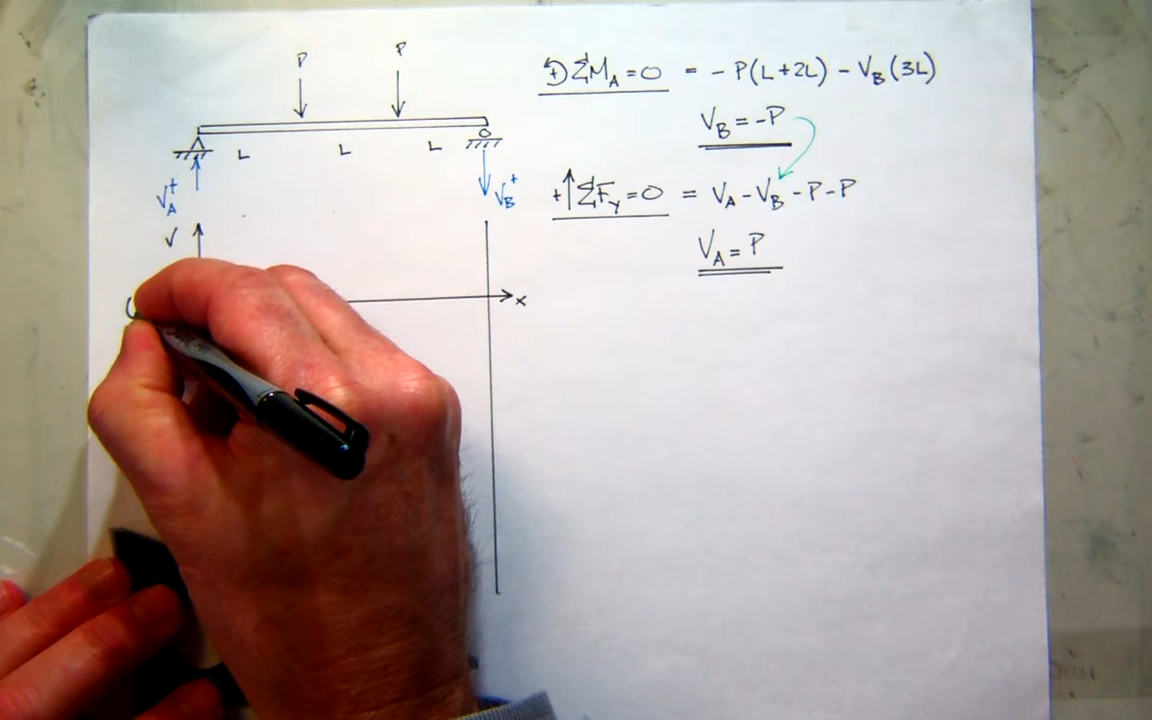 P P
L L L
V_A^+ V_B^+
V
x
+↺ ΣM_A = 0 = - P(L+2L) - V_B(3L)
V_B = -P
+↑ ΣF_y = 0 = V_A - V_B - P - P
V_A = P